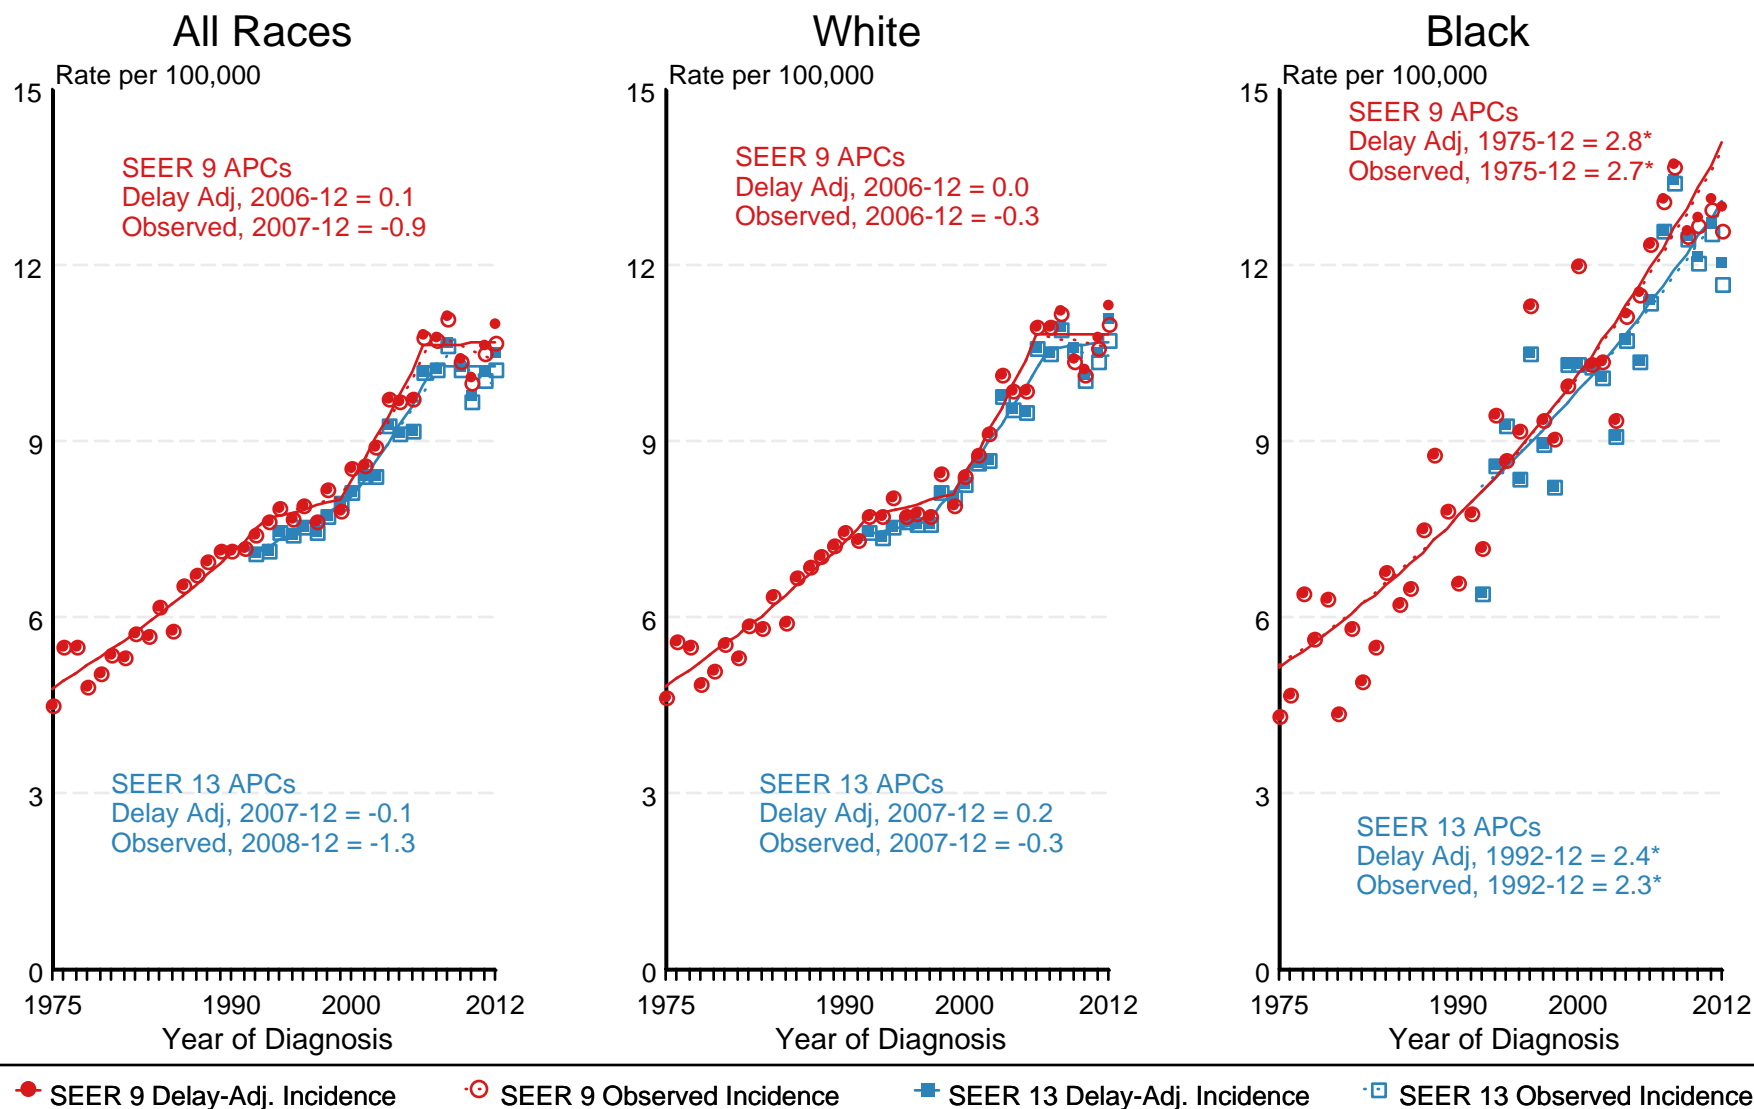 All Races
Rate per 100,000
15
12
9
6
3
0
SEER 9 APCs
Delay Adj, 2006-12 = 0.1
Observed, 2007-12 = -0.9
SEER 13 APCs
Delay Adj, 2007-12 = -0.1
Observed, 2008-12 = -1.3
1975 1990 2000 2012
Year of Diagnosis
White
Rate per 100,000
15
12
9
6
3
0
SEER 9 APCs
Delay Adj, 2006-12 = 0.0
Observed, 2006-12 = -0.3
SEER 13 APCs
Delay Adj, 2007-12 = 0.2
Observed, 2007-12 = -0.3
1975 1990 2000 2012
Year of Diagnosis
Black
Rate per 100,000
15
12
9
6
3
0
SEER 9 APCs
Delay Adj, 1975-12 = 2.8*
Observed, 1975-12 = 2.7*
SEER 13 APCs
Delay Adj, 1992-12 = 2.4*
Observed, 1992-12 = 2.3*
1975 1990 2000 2012
Year of Diagnosis
SEER 9 Delay-Adj. Incidence SEER 9 Observed Incidence SEER 13 Delay-Adj. Incidence SEER 13 Observed Incidence